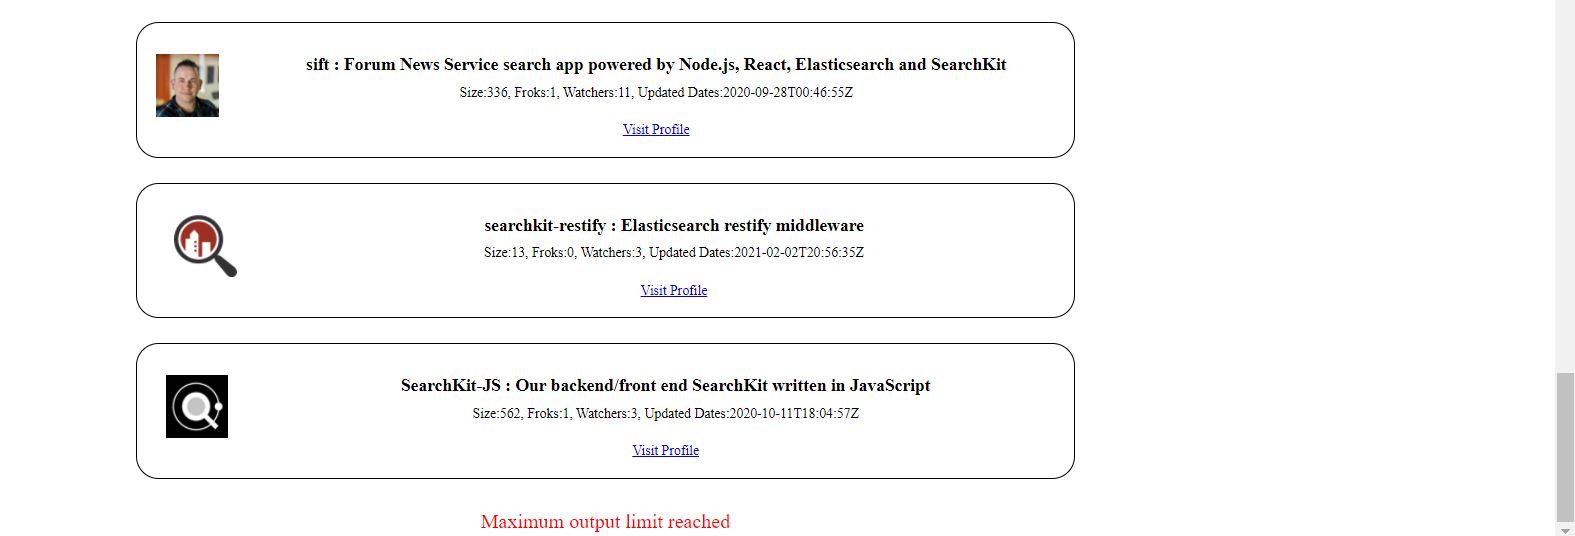 sift : Forum News Service search app powered by Node.js, React, Elasticsearch and SearchKit
Size:336, Froks:1, Watchers:11, Updated Dates:2020-09-28T00:46:55Z
Visit Profile
searchkit-restify : Elasticsearch restify middleware
Size:13, Froks:0, Watchers:3, Updated Dates:2021-02-02T20:56:35Z
Visit Profile
SearchKit-JS : Our backend/front end SearchKit written in JavaScript
Size:562, Froks:1, Watchers:3, Updated Dates:2020-10-11T18:04:57Z
Visit Profile
Maximum output limit reached